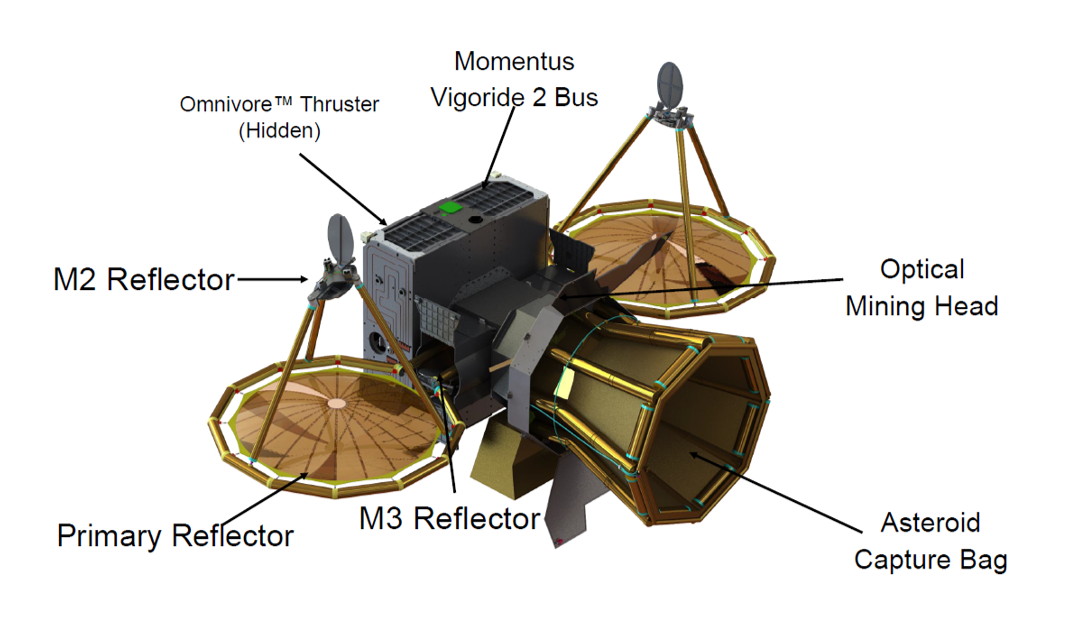 Momentus
Vigoride 2 Bus
Omnivore™ Thruster
(Hidden)
M2 Reflector
Optical
Mining Head
Primary Reflector
M3 Reflector
Asteroid
Capture Bag